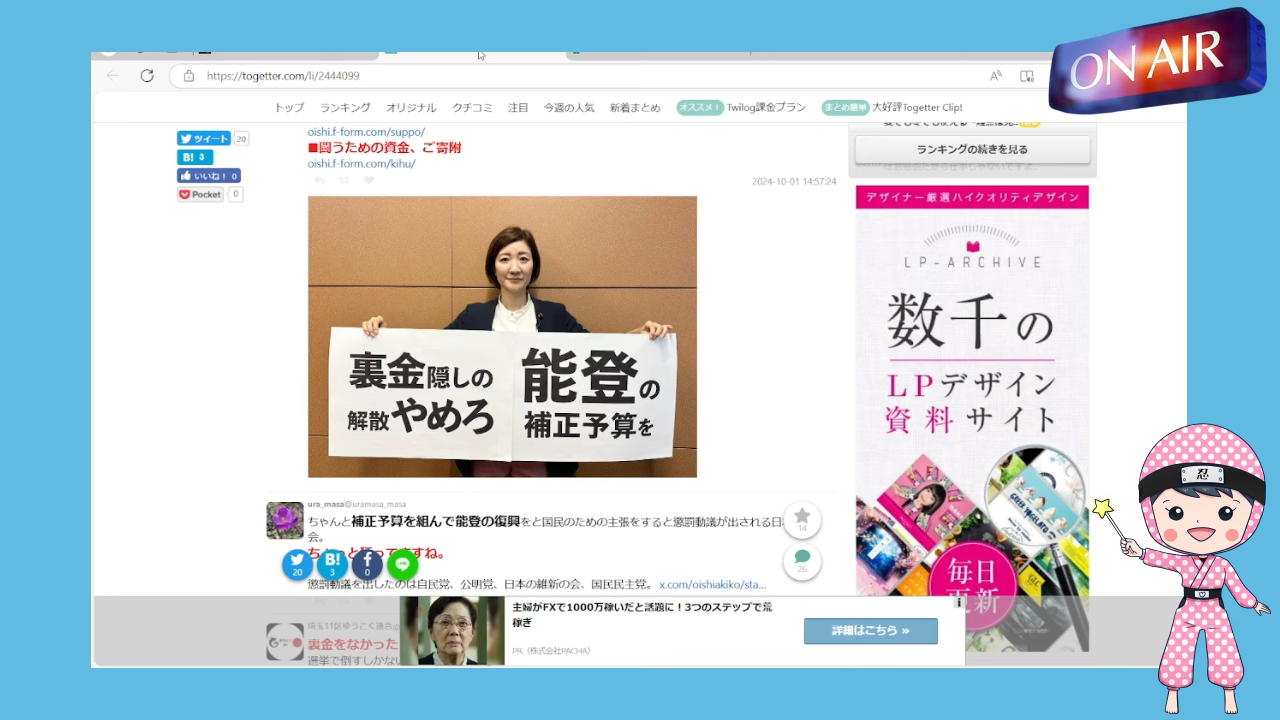 ON AIR
https://togetter.com/li/2444099
トップ ランキング オリジナル クチコミ 注目 今週の人気 新着まとめ オススメ! Twilog課金プラン まとめ簡単 大好評Togetter Clip!
ツイート 20
B! 3
いいね! 0
Pocket 0
oishi.f-form.com/suppo/
■闘うための資金、ご寄附
oishi.f-form.com/kihu/
2024-10-01 14:57:24
裏金隠しの
解散やめろ
能登の
補正予算を
ura_masa@uramasa_masa
ちゃんと補正予算を組んで能登の復興をと国民のための主張をすると懲罰動議が出される日
会。
懲罰動議を出したのは自民党、公明党、日本の維新の会、国民民主党。 x.com/oishiakiko/sta...
14
26
20
B!
3
0
埼玉11区ゆうこく連合
裏金をなかった
選挙で倒すしかない
主婦がFXで1000万稼いだと話題に!3つのステップで荒
稼ぎ
PR（株式会社PACHA）
詳細はこちら »
ランキングの続きを見る
デザイナー厳選ハイクオリティデザイン
LP-ARCHIVE
数千の
LPデザイン
資料サイト
毎日
更新
忍